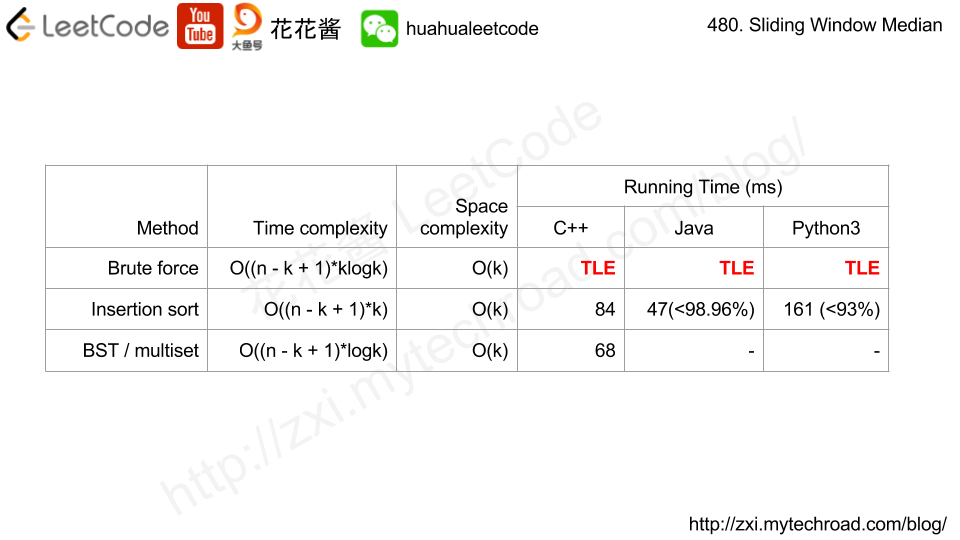 LeetCode You Tube 大鱼号 花花酱 huahualeetcode 480. Sliding Window Median
Running Time (ms)
Method Time complexity Space complexity C++ Java Python3
Brute force O((n - k + 1)*klogk) O(k) TLE TLE TLE
Insertion sort O((n - k + 1)*k) O(k) 84 47(<98.96%) 161 (<93%)
BST / multiset O((n - k + 1)*logk) O(k) 68 - -
花花酱 LeetCode
http://zxi.mytechroad.com/blog/
http://zxi.mytechroad.com/blog/